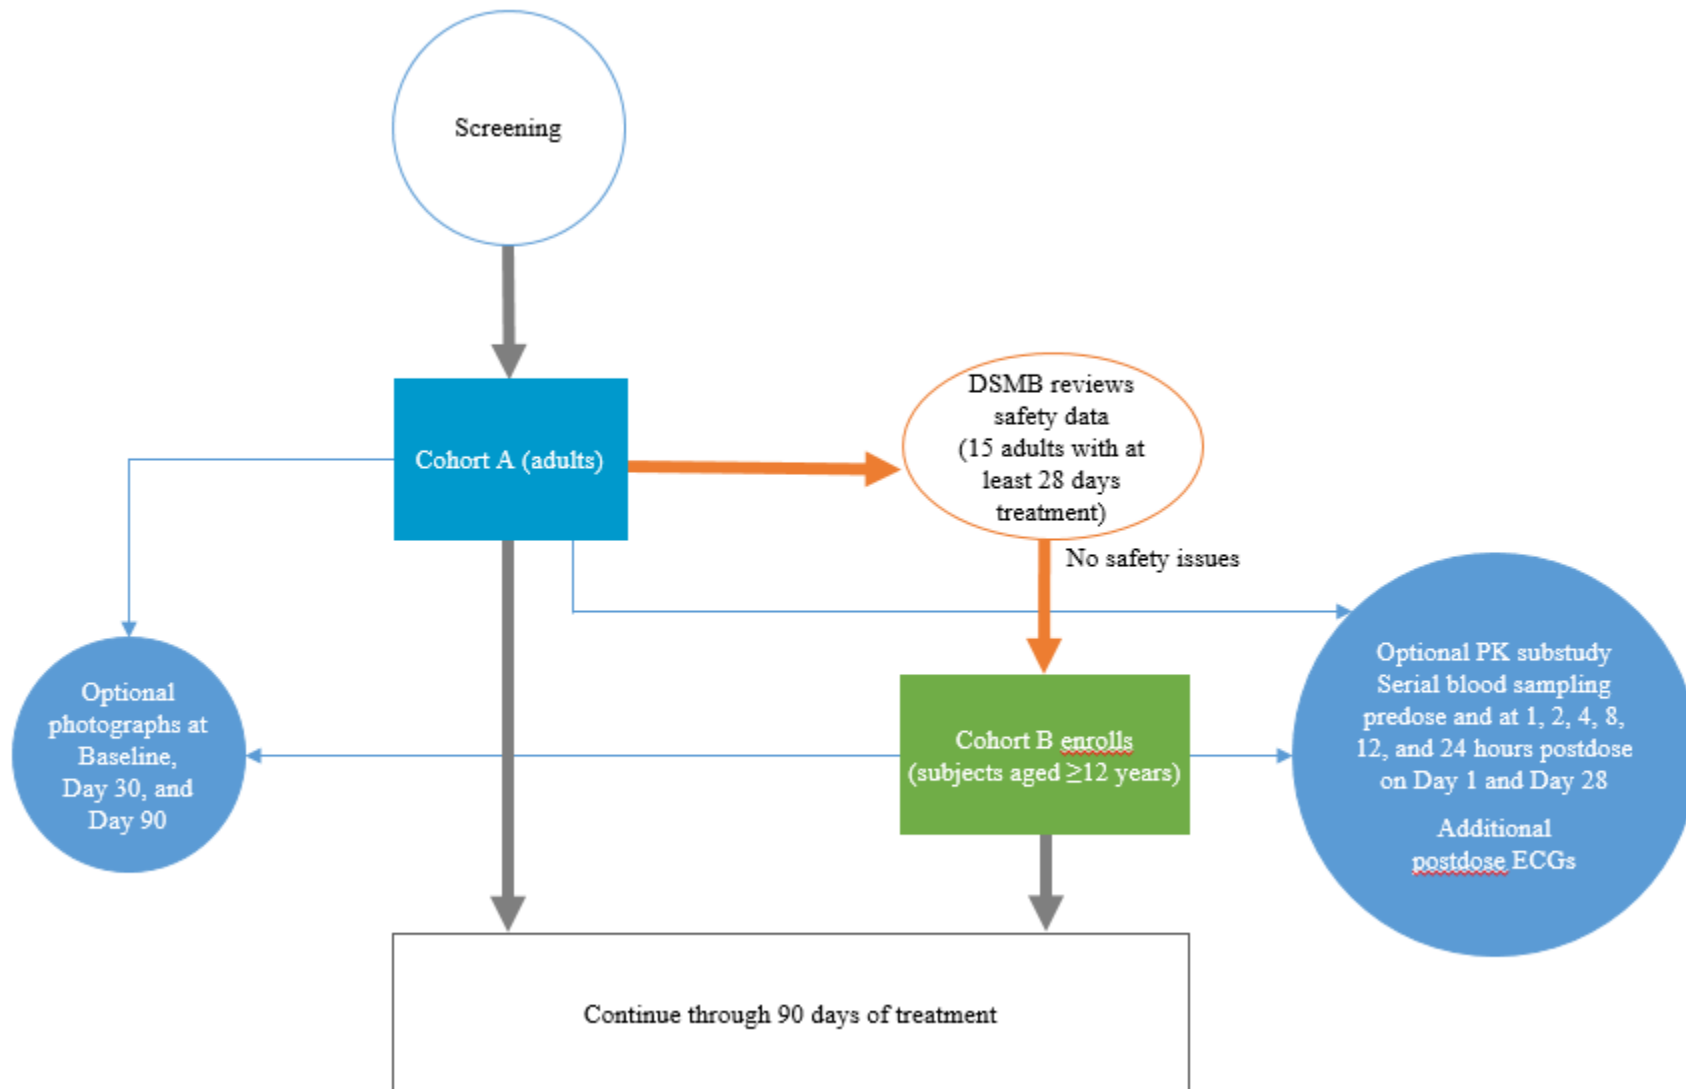 Screening
Cohort A (adults)
DSMB reviews
safety data
(15 adults with at
least 28 days
treatment)
No safety issues
Optional
photographs at
Baseline,
Day 30, and
Day 90
Cohort B enrolls
(subjects aged ≥12 years)
Optional PK substudy
Serial blood sampling
predose and at 1, 2, 4, 8,
12, and 24 hours postdose
on Day 1 and Day 28
Additional
postdose ECGs
Continue through 90 days of treatment